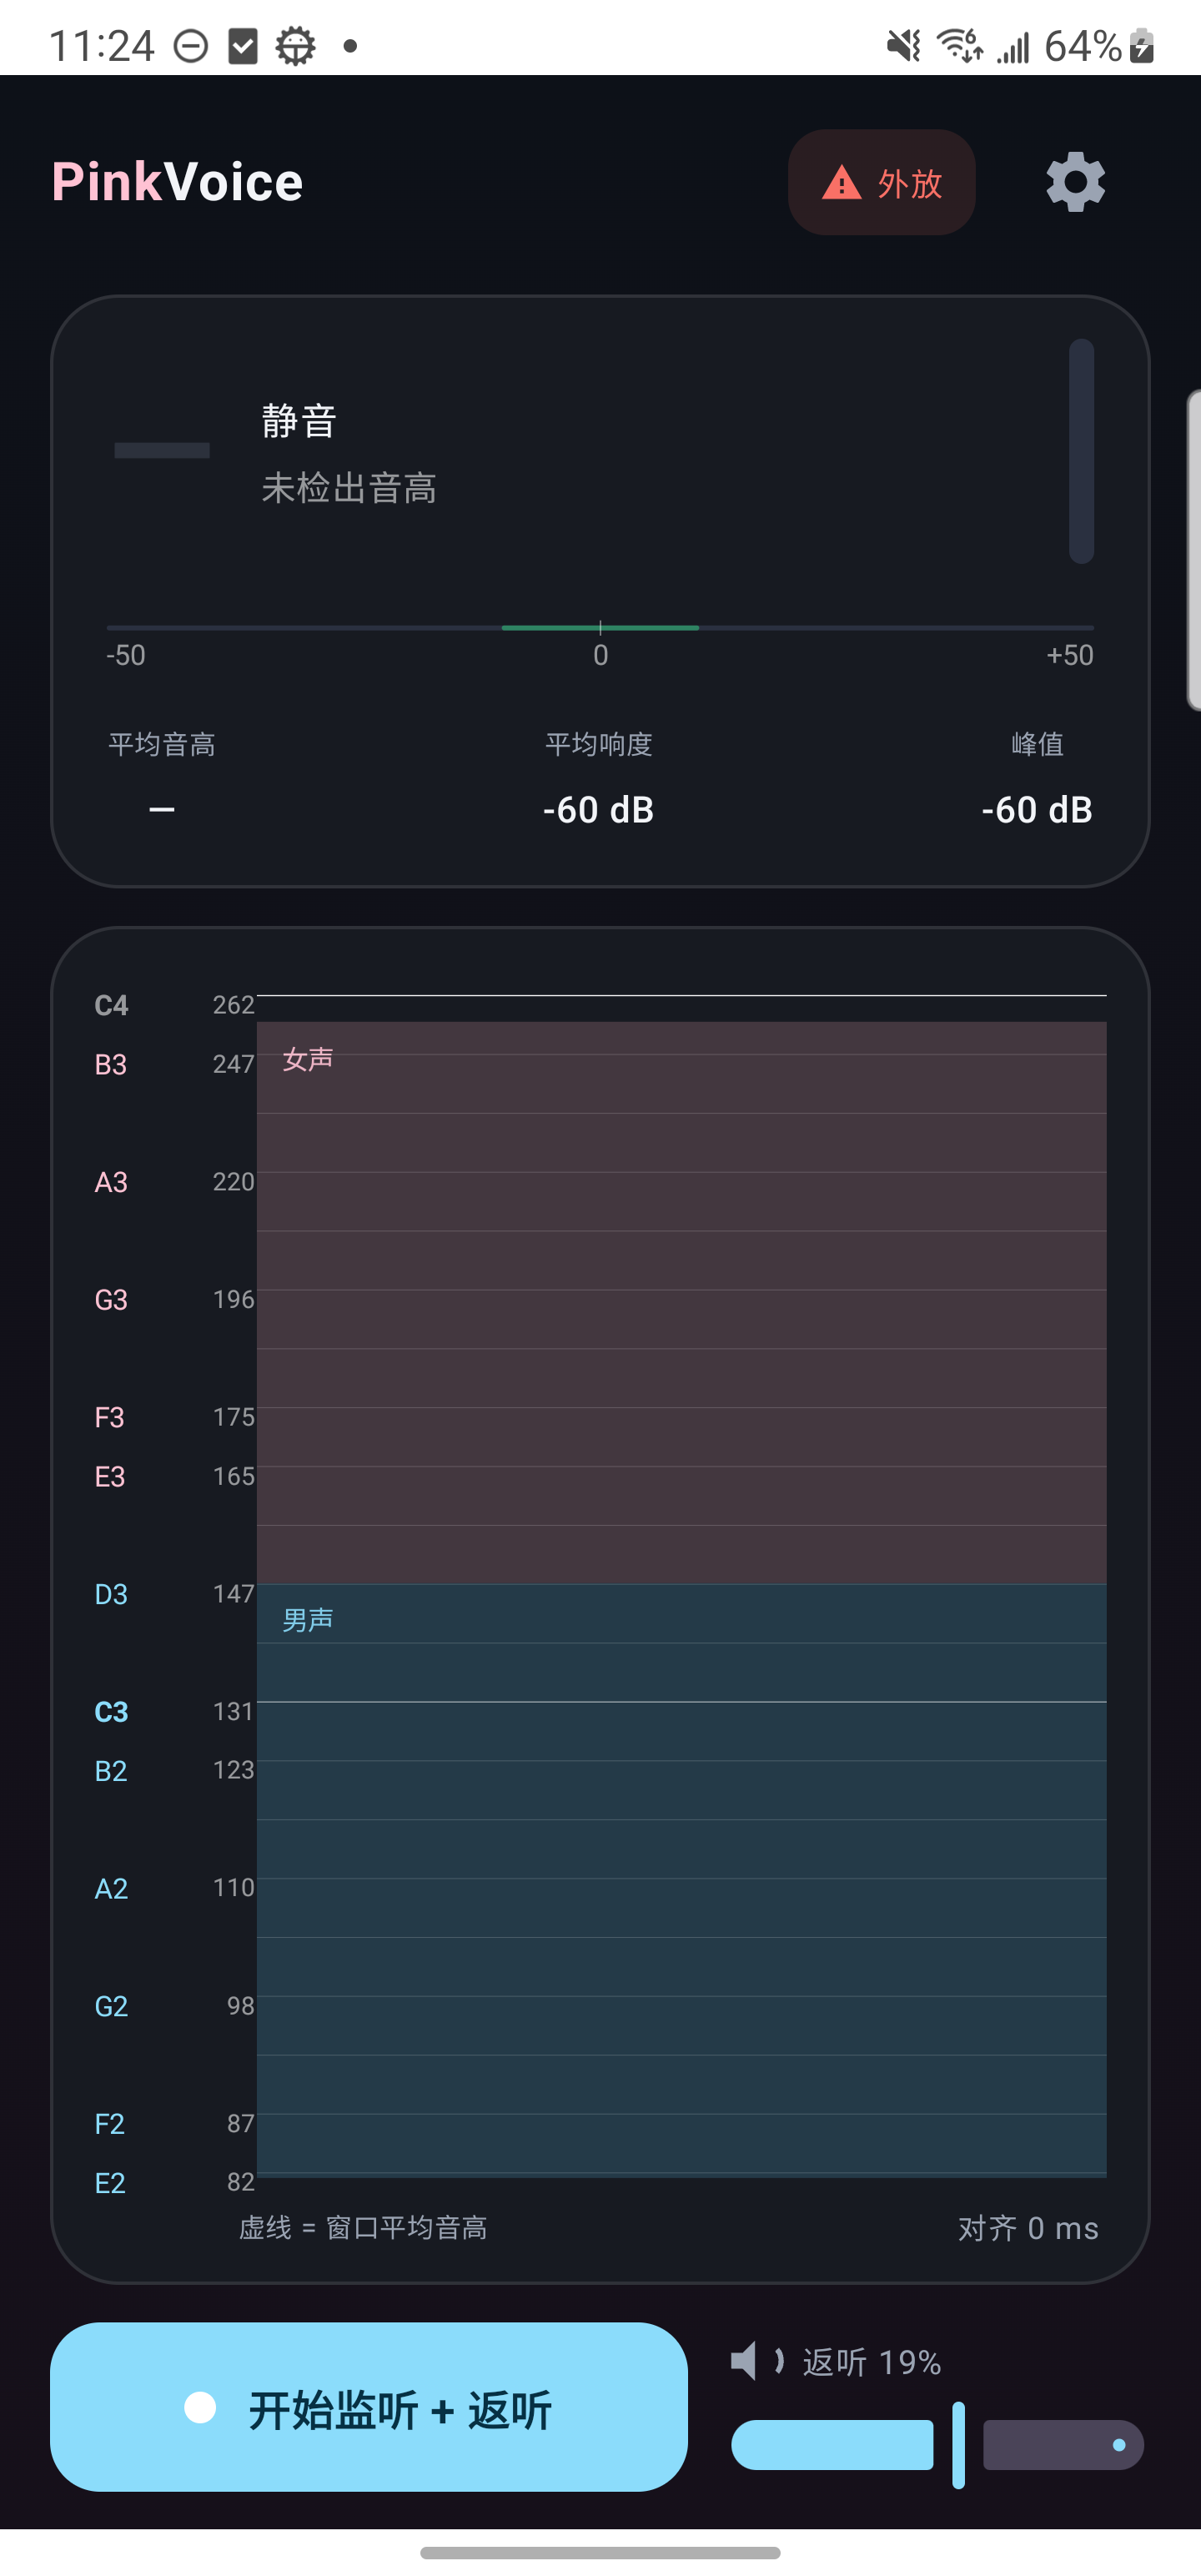 11:24
6
64%
PinkVoice
外放
静音
未检出音高
-50 0 +50
平均音高 平均响度 峰值
— -60 dB -60 dB
C4 262
B3 247 女声
A3 220
G3 196
F3 175
E3 165
D3 147
男声
C3 131
B2 123
A2 110
G2 98
F2 87
E2 82
虚线 = 窗口平均音高 对齐 0 ms
开始监听 + 返听
返听 19%